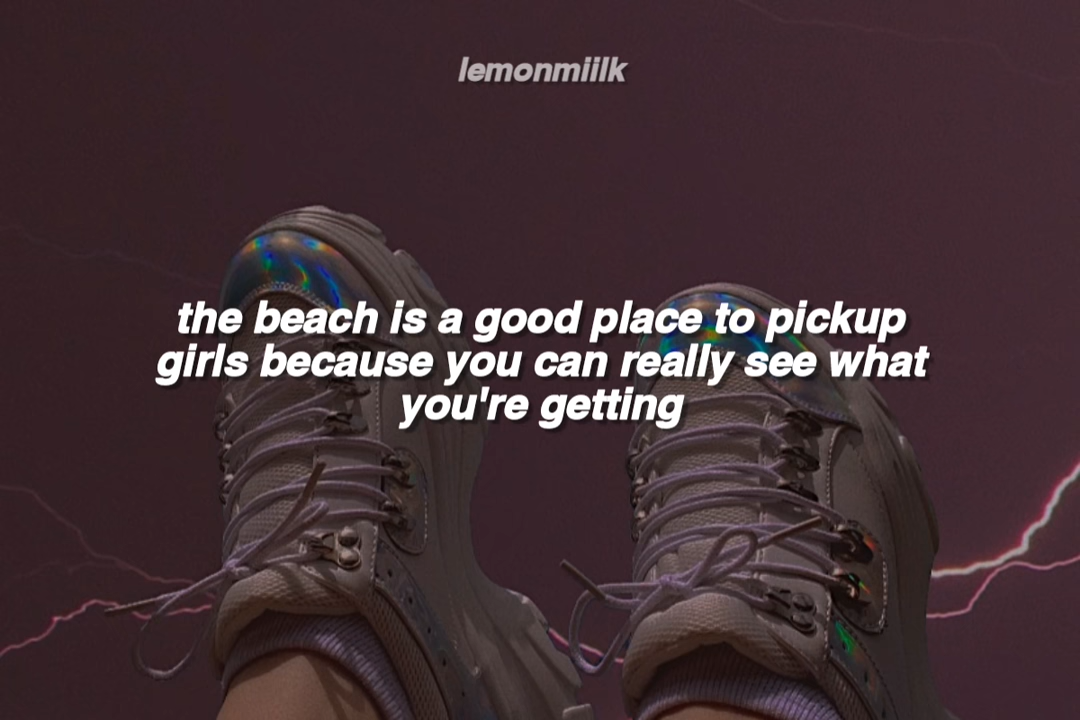 lemonmiilk
the beach is a good place to pickup
girls because you can really see what
you're getting